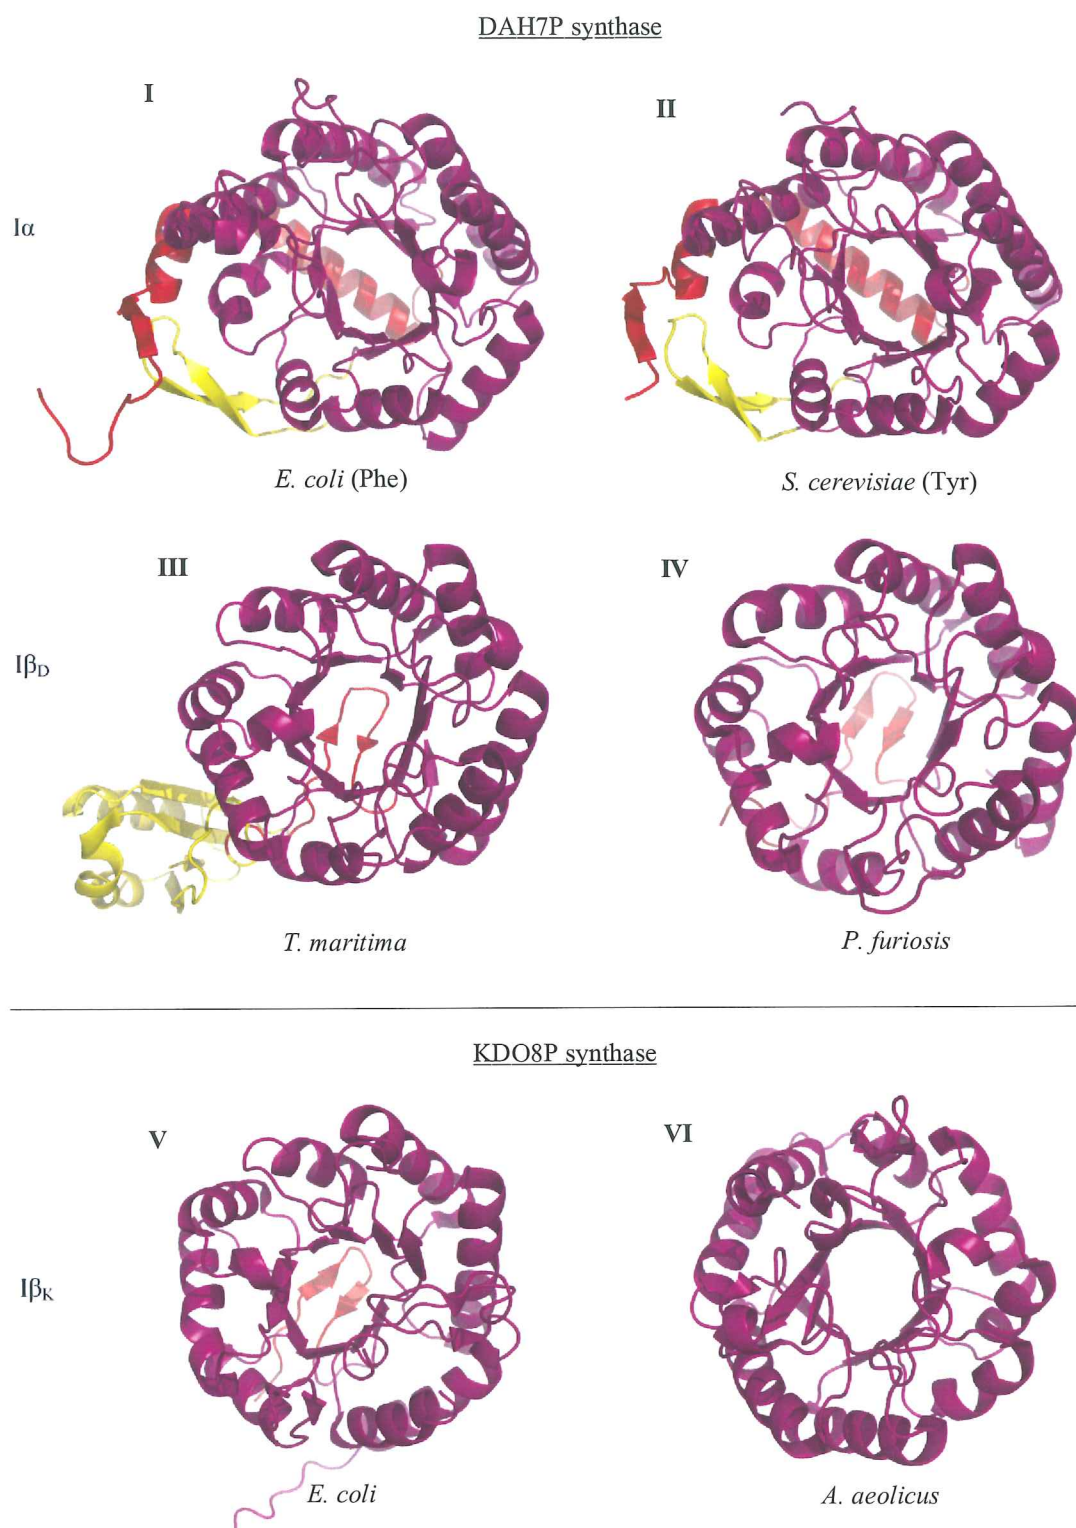 DAH7P synthase
I
II
Iα
E. coli (Phe)
S. cerevisiae (Tyr)
III
IV
IβD
T. maritima
P. furiosis
KDO8P synthase
V
VI
IβK
E. coli
A. aeolicus